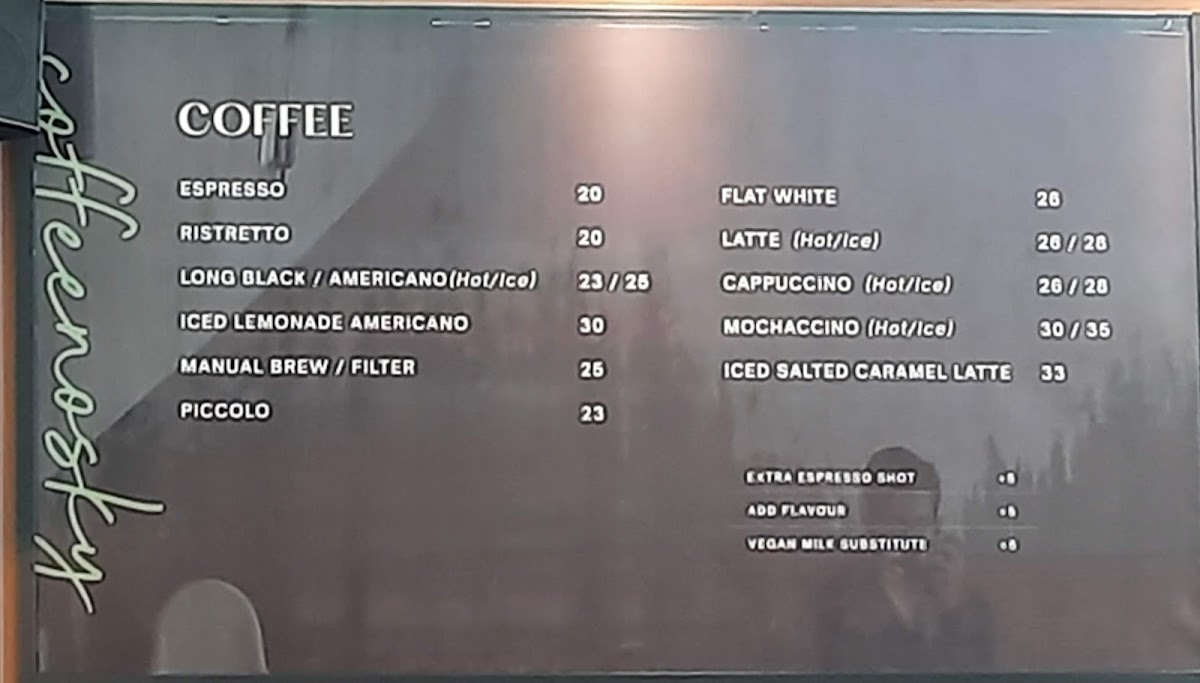 coffeenosky
COFFEE
ESPRESSO 20
RISTRETTO 20
LONG BLACK / AMERICANO (Hot/Ice) 23 / 25
ICED LEMONADE AMERICANO 30
MANUAL BREW / FILTER 25
PICCOLO 23
FLAT WHITE 26
LATTE (Hot/Ice) 26 / 28
CAPPUCCINO (Hot/Ice) 26 / 28
MOCHACCINO (Hot/Ice) 30 / 35
ICED SALTED CARAMEL LATTE 33
EXTRA ESPRESSO SHOT
ADD FLAVOUR
VEGAN MILK SUBSTITUTE